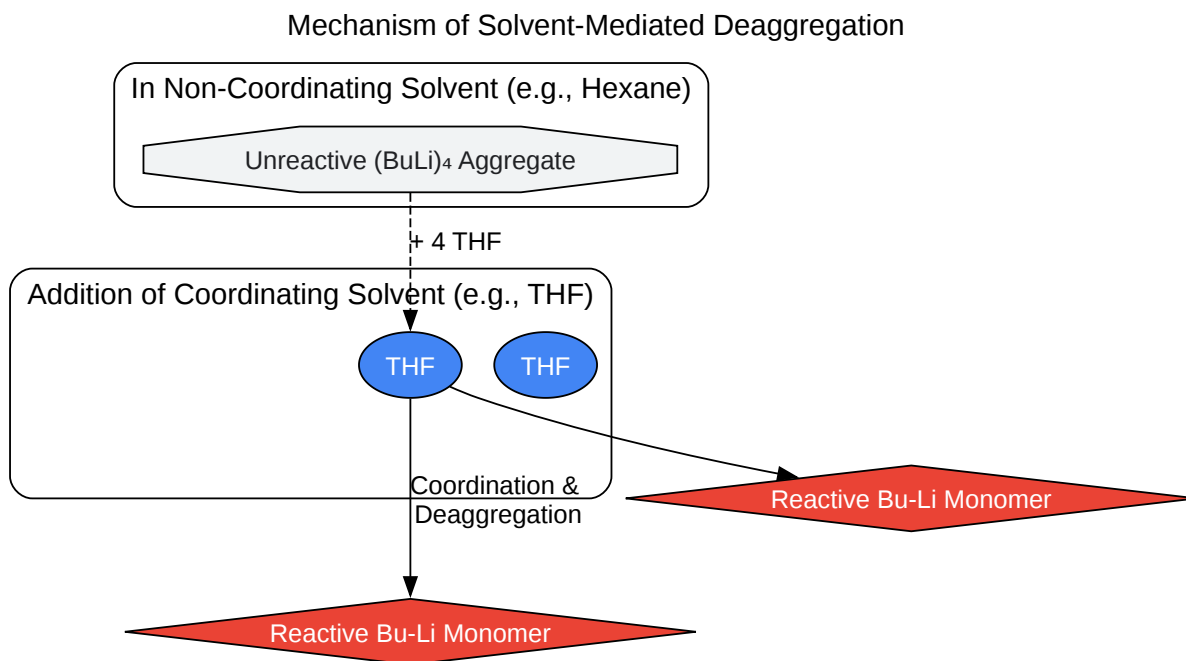 Mechanism of Solvent-Mediated Deaggregation
In Non-Coordinating Solvent (e.g., Hexane)
Unreactive (BuLi)₄ Aggregate
+ 4 THF
Addition of Coordinating Solvent (e.g., THF)
THF
THF
Coordination &
Deaggregation
Reactive Bu-Li Monomer
Reactive Bu-Li Monomer